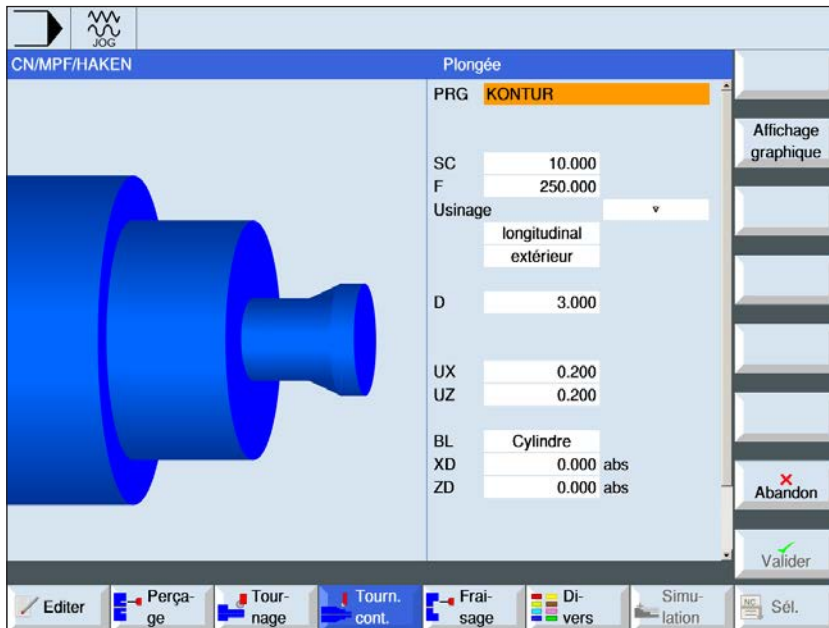 JOG
CN/MPF/HAKEN
Plongée
PRG KONTUR
SC 10.000
F 250.000
Usinage ▿
longitudinal
extérieur
D 3.000
UX 0.200
UZ 0.200
BL Cylindre
XD 0.000 abs
ZD 0.000 abs
Affichage
graphique
Abandon
Valider
Editer
Perça-
ge
Tour-
nage
Tourn.
cont.
Frai-
sage
Di-
vers
Simu-
lation
NC
Sél.